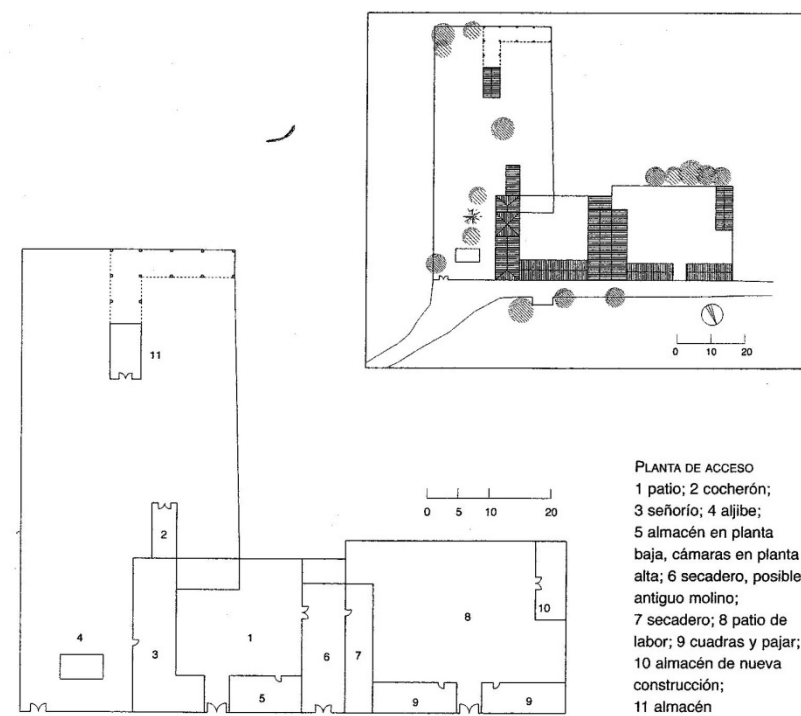 0 10 20
11
0 5 10 20
2
4
3
1
5
6
7
8
10
9
9
PLANTA DE ACCESO
1 patio; 2 cocherón;
3 señorío; 4 aljibe;
5 almacén en planta
baja, cámaras en planta
alta; 6 secadero, posible
antiguo molino;
7 secadero; 8 patio de
labor; 9 cuadras y pajar;
10 almacén de nueva
construcción;
11 almacén